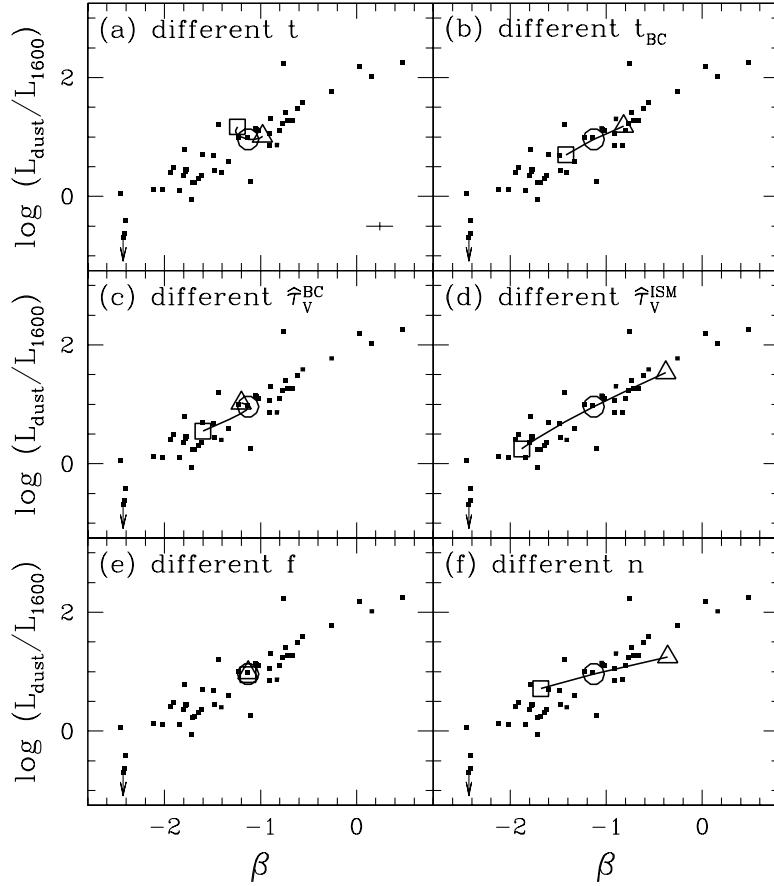 (a) different t
(b) different t_BC
log (L_dust/L_1600)
2
0
(c) different τ̂_V^BC
(d) different τ̂_V^ISM
log (L_dust/L_1600)
2
0
(e) different f
(f) different n
log (L_dust/L_1600)
2
0
−2 −1 0
−2 −1 0
β
β